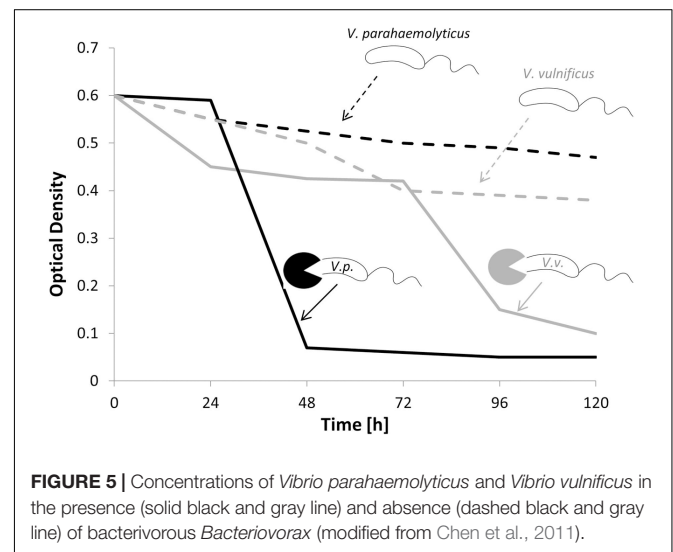 V. parahaemolyticus
V. vulnificus
0.7
0.6
0.5
0.4
0.3
0.2
0.1
0
Optical Density
V.p.
V.v.
0 24 48 72 96 120
Time [h]
FIGURE 5 | Concentrations of Vibrio parahaemolyticus and Vibrio vulnificus in
the presence (solid black and gray line) and absence (dashed black and gray
line) of bacterivorous Bacteriovorax (modified from Chen et al., 2011).